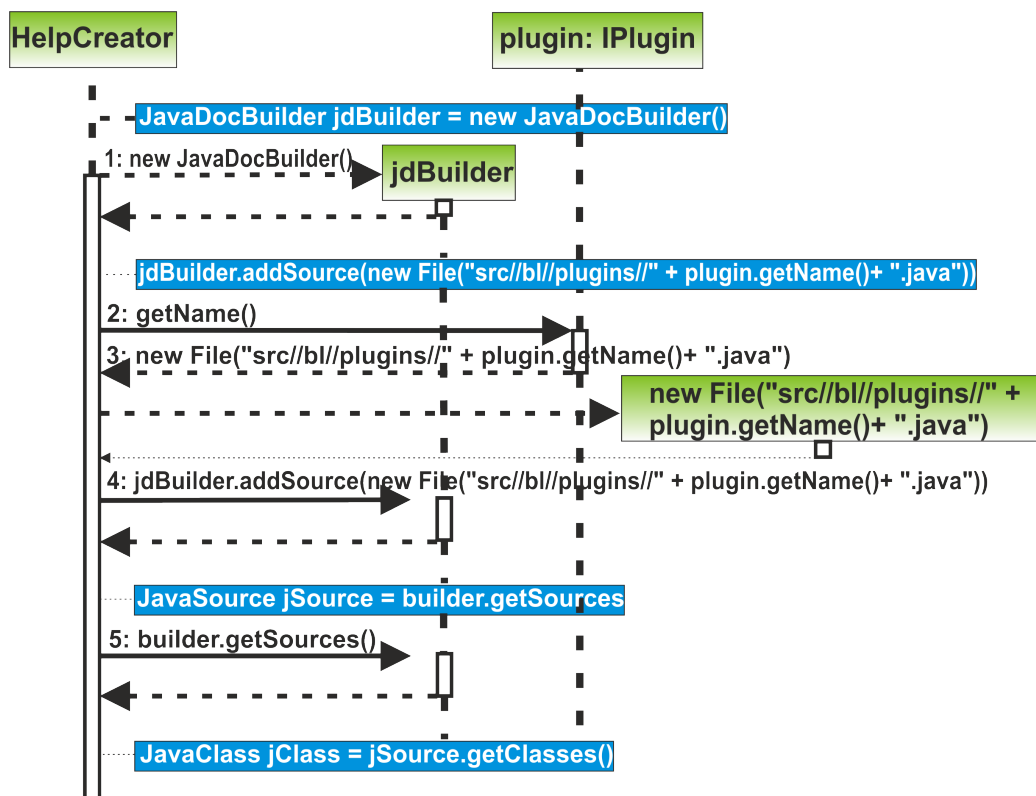 HelpCreator
plugin: IPlugin
JavaDocBuilder jdBuilder = new JavaDocBuilder()
1: new JavaDocBuilder()
jdBuilder
jdBuilder.addSource(new File("src//bl//plugins//" + plugin.getName()+ ".java"))
2: getName()
3: new File("src//bl//plugins//" + plugin.getName()+ ".java")
new File("src//bl//plugins//" +
plugin.getName()+ ".java")
4: jdBuilder.addSource(new File("src//bl//plugins//" + plugin.getName()+ ".java"))
JavaSource jSource = builder.getSources
5: builder.getSources()
JavaClass jClass = jSource.getClasses()